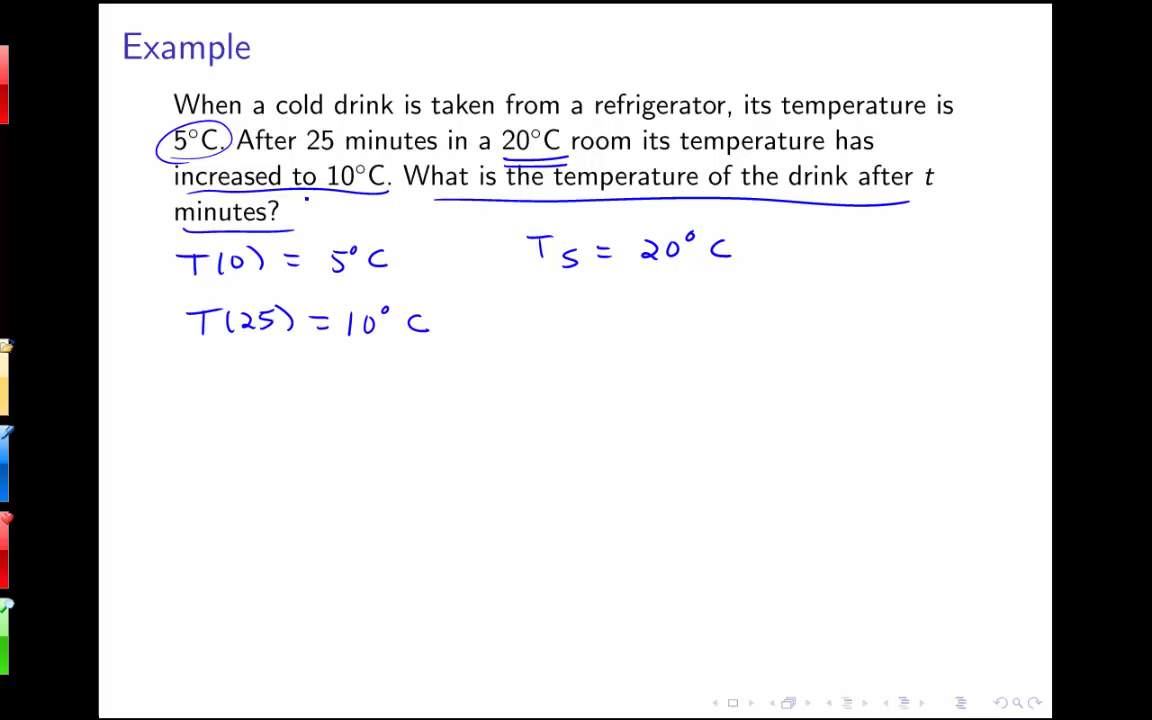 Example
When a cold drink is taken from a refrigerator, its temperature is
5°C. After 25 minutes in a 20°C room its temperature has
increased to 10°C. What is the temperature of the drink after t
minutes?
T(0) = 5° C
T_S = 20° C
T(25) = 10° C